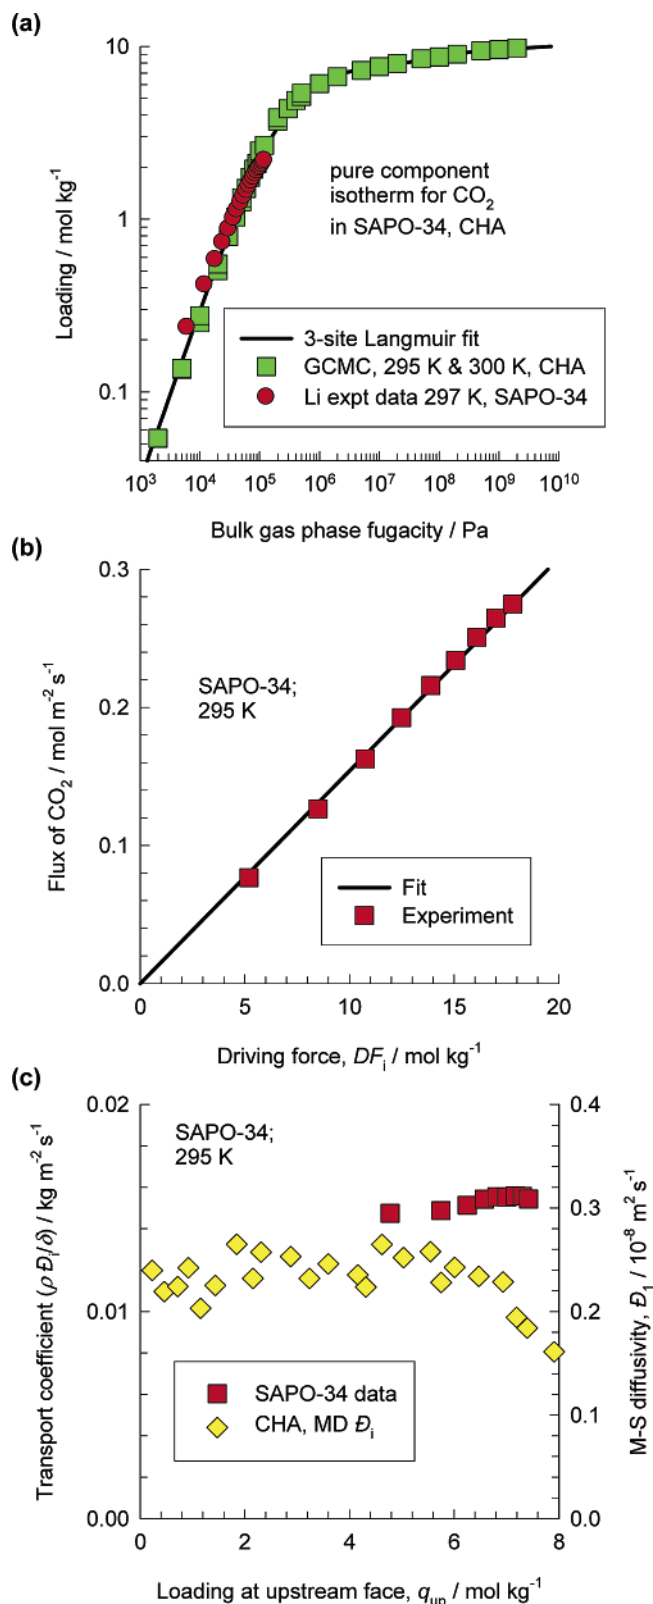 (a)
10
1
0.1
Loading / mol kg⁻¹
pure component
isotherm for CO₂
in SAPO-34, CHA
3-site Langmuir fit
GCMC, 295 K & 300 K, CHA
Li expt data 297 K, SAPO-34
10³ 10⁴ 10⁵ 10⁶ 10⁷ 10⁸ 10⁹ 10¹⁰
Bulk gas phase fugacity / Pa
(b)
0.3
0.2
0.1
0.0
Flux of CO₂ / mol m⁻² s⁻¹
SAPO-34;
295 K
Fit
Experiment
0 5 10 15 20
Driving force, DFᵢ / mol kg⁻¹
(c)
0.02
0.01
0.00
Transport coefficient (ρ Đᵢ/δ) / kg m⁻² s⁻¹
SAPO-34;
295 K
SAPO-34 data
CHA, MD Đᵢ
0.4
0.3
0.2
0.1
0.0
M-S diffusivity, Đ₁ / 10⁻⁸ m² s⁻¹
0 2 4 6 8
Loading at upstream face, q_up / mol kg⁻¹